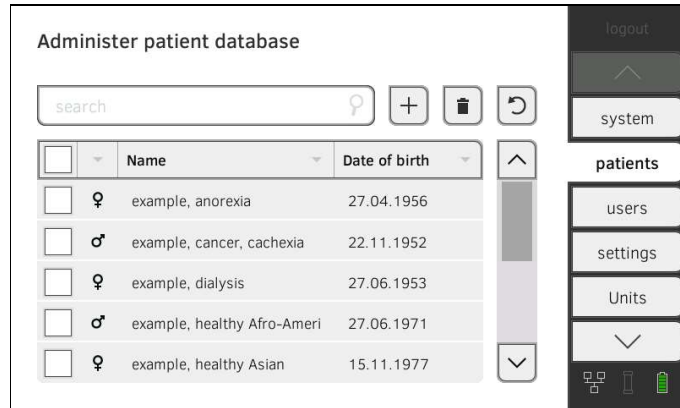 Administer patient database
logout
search
system
Name Date of birth
patients
example, anorexia 27.04.1956
users
example, cancer, cachexia 22.11.1952
settings
example, dialysis 27.06.1953
Units
example, healthy Afro-Ameri 27.06.1971
example, healthy Asian 15.11.1977